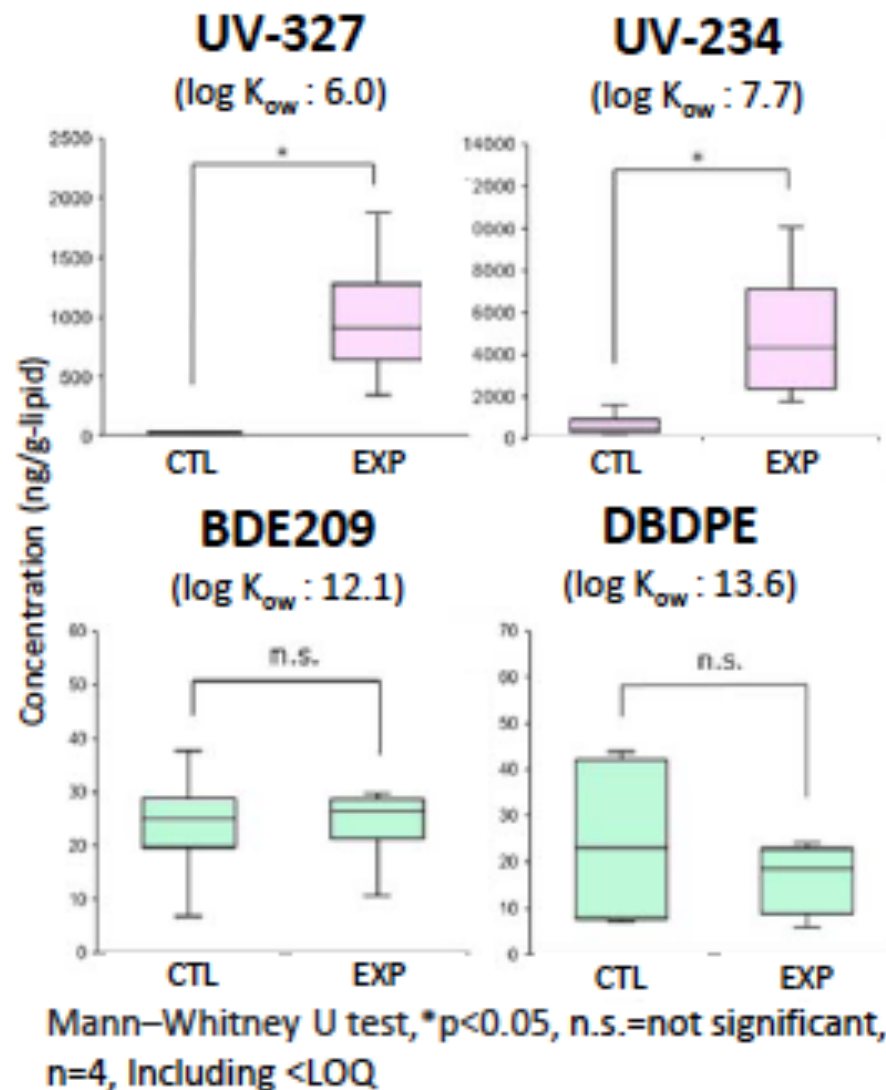 UV-327
(log Kow : 6.0)
2500
2000
1500
1000
500
0
*
CTL EXP
UV-234
(log Kow : 7.7)
14000
2000
0000
8000
6000
4000
2000
0
*
CTL EXP
Concentration (ng/g-lipid)
BDE209
(log Kow : 12.1)
60
50
40
30
20
10
0
n.s.
CTL EXP
DBDPE
(log Kow : 13.6)
70
60
50
40
30
20
10
0
n.s.
CTL EXP
Mann–Whitney U test,*p<0.05, n.s.=not significant,
n=4, Including <LOQ